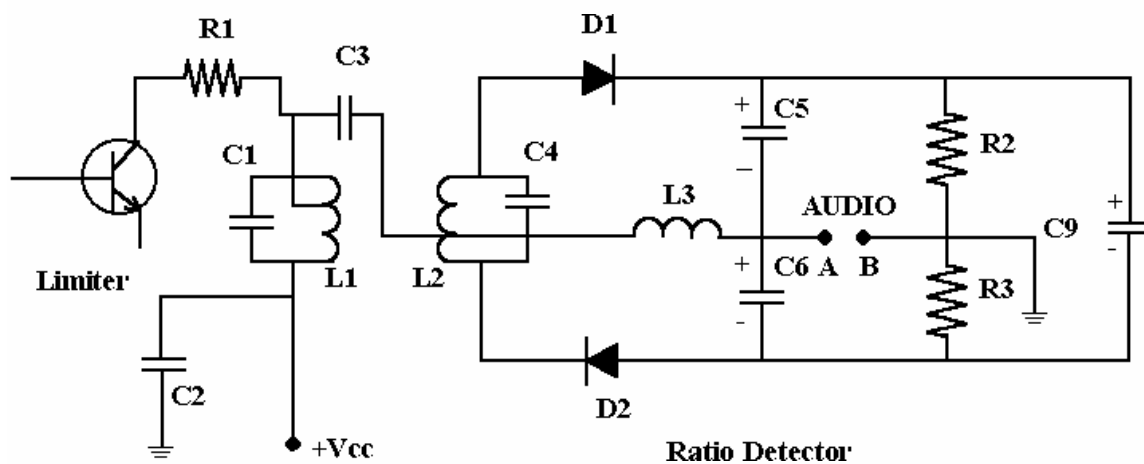 D1
R1
C3
C1
C4
C5
R2
L3
AUDIO
C9
Limiter
L1
L2
C6
A
B
R3
C2
D2
+Vcc
Ratio Detector
+
-
+
-
+
-